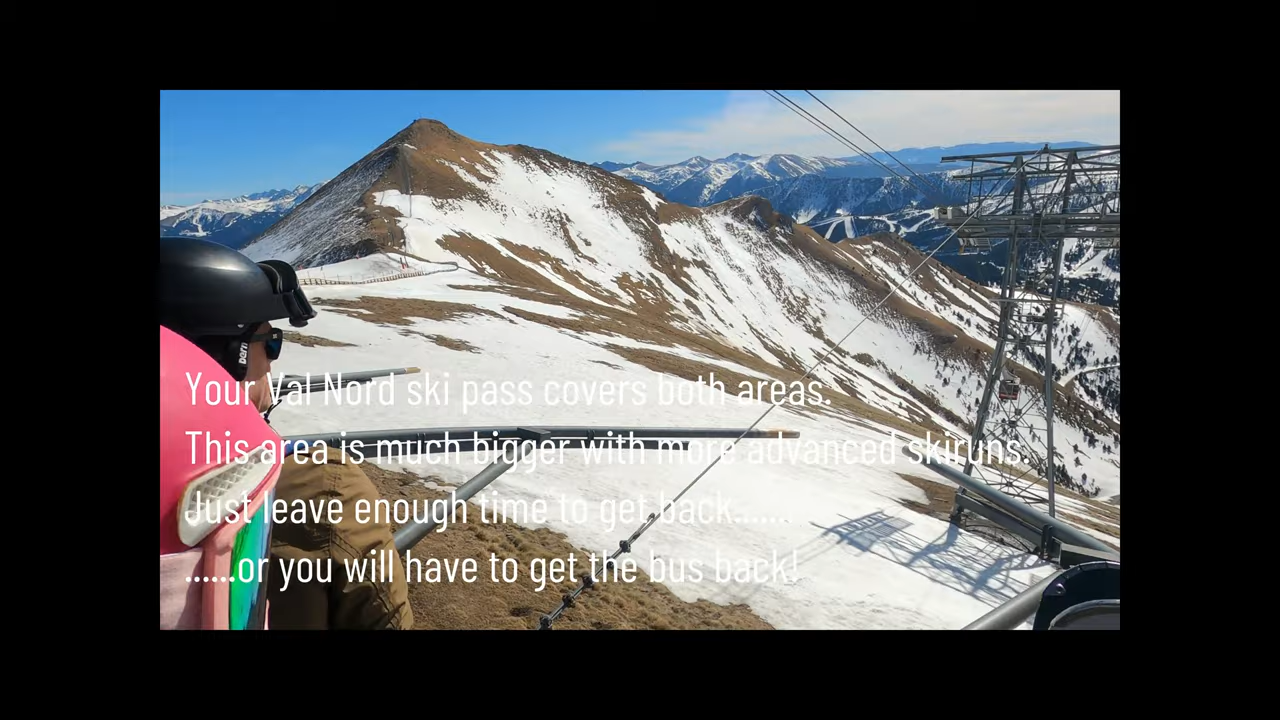 Your Val Nord ski pass covers both areas.
This area is much bigger with more advanced skiruns.
Just leave enough time to get back......
......or you will have to get the bus back!